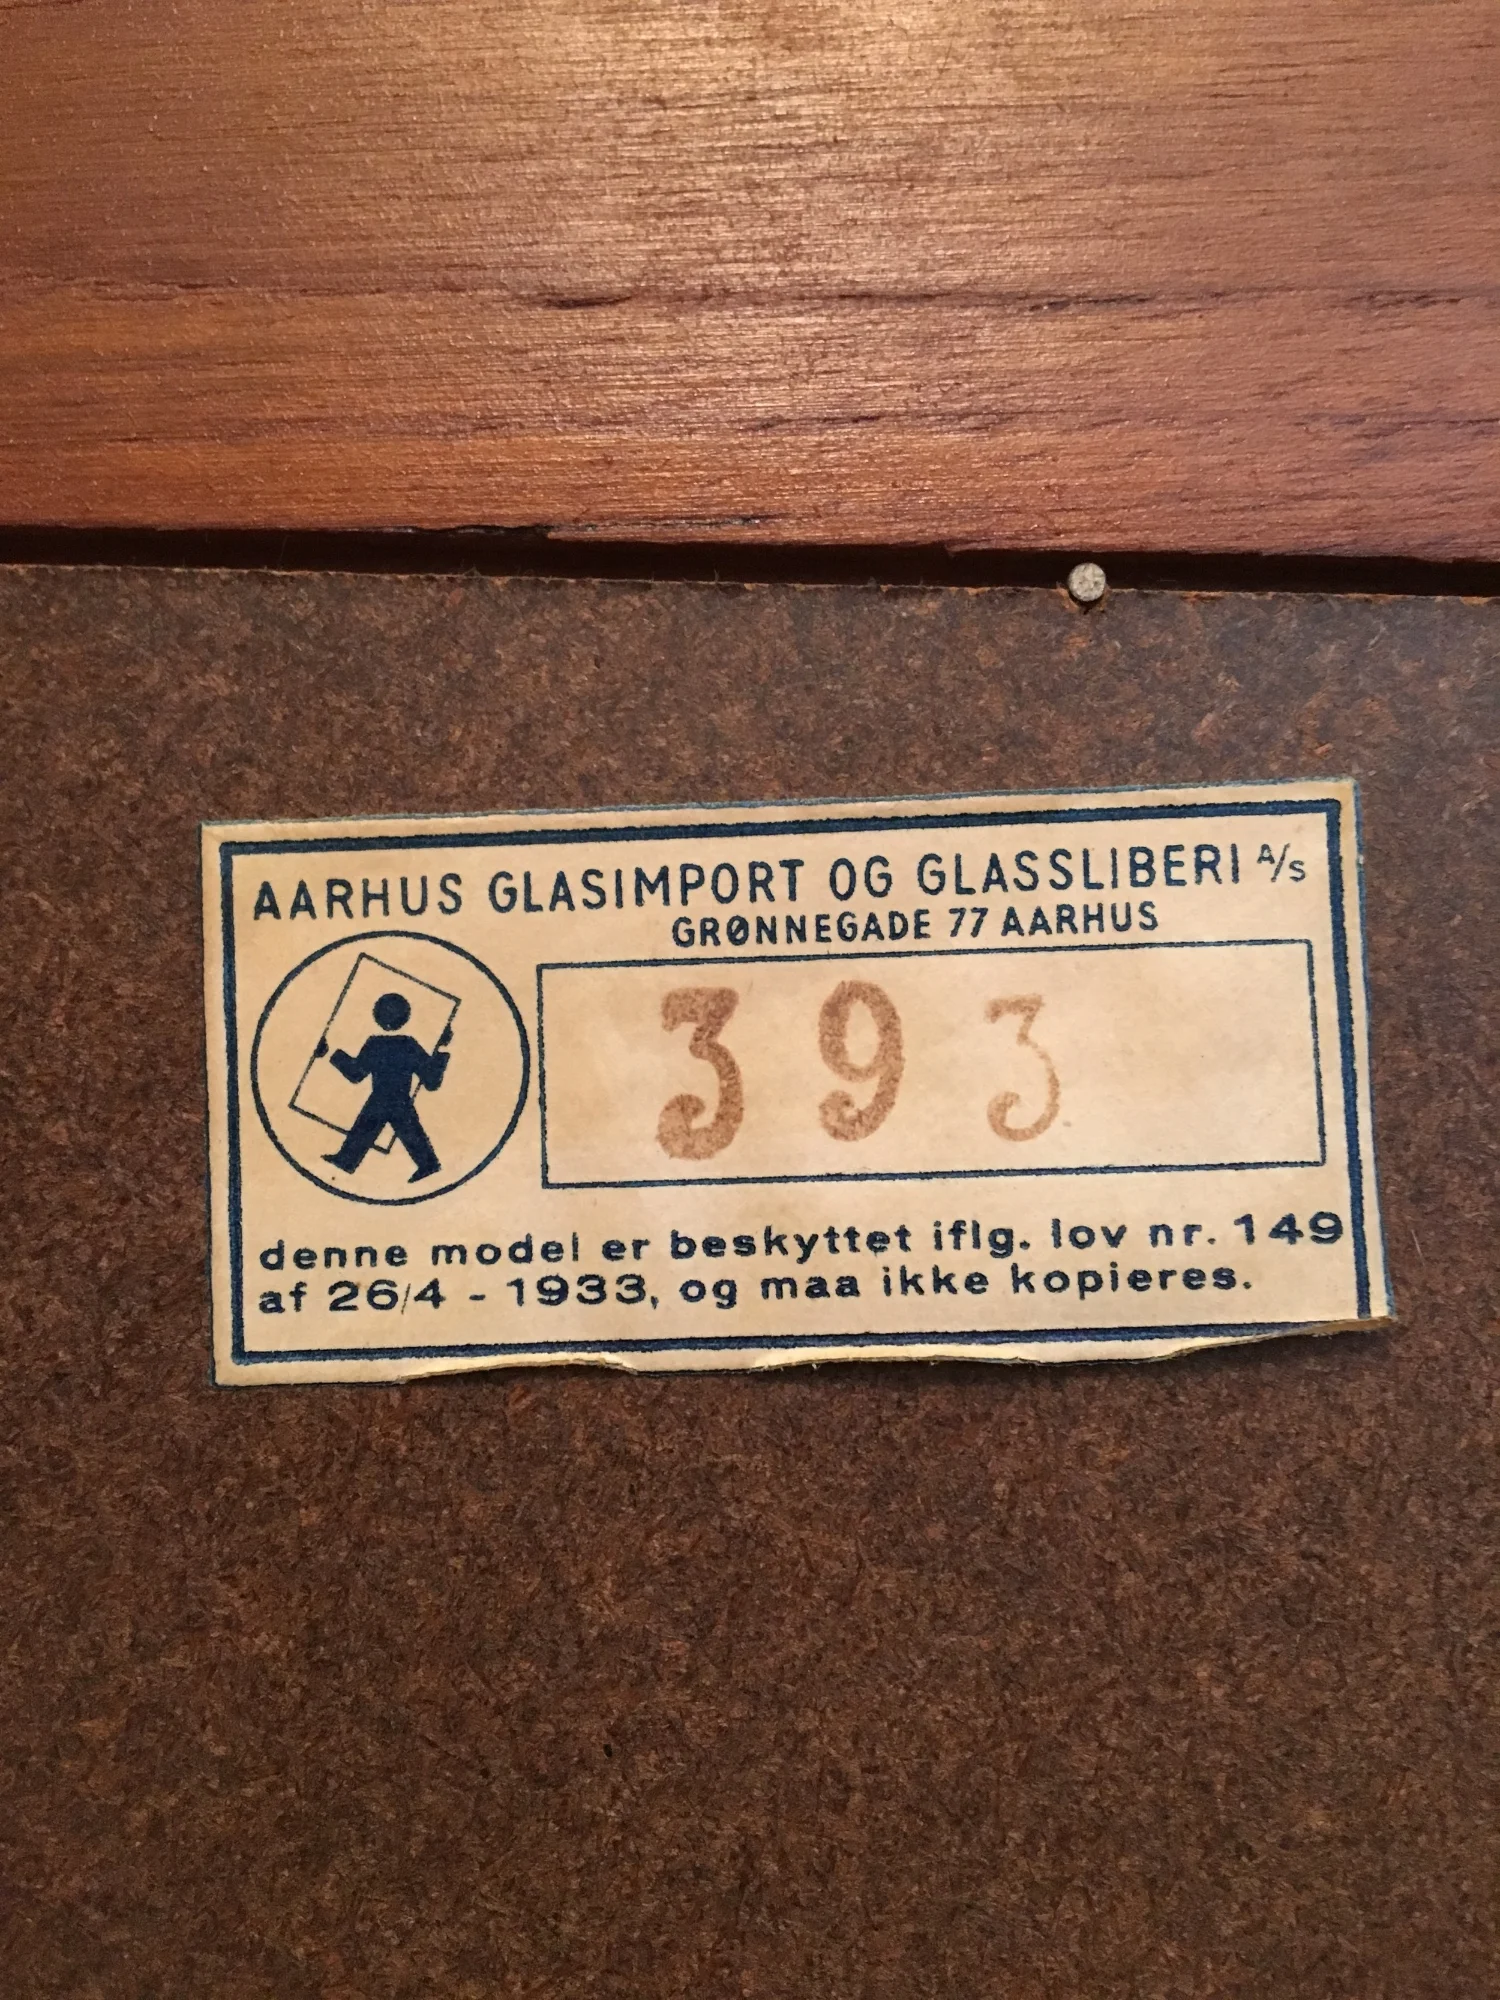 AARHUS GLASIMPORT OG GLASSLIBERI A/S
GRØNNEGADE 77 AARHUS
393
denne model er beskyttet iflg. lov nr. 149
af 26/4 - 1933, og maa ikke kopieres.